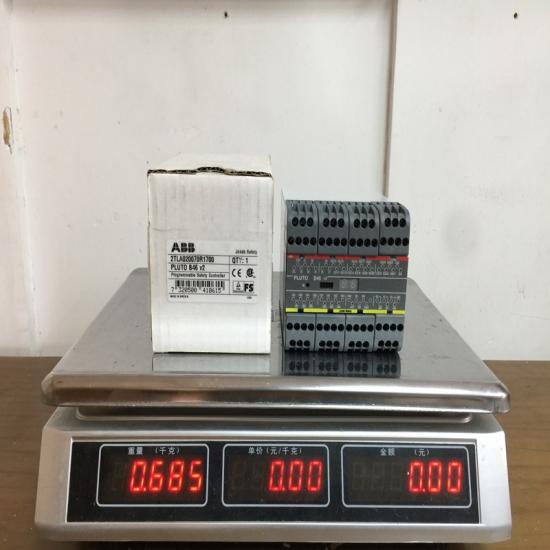 ABB
Jokab Safety
2TLA020070R1700
QTY: 1
PLUTO B46 v2
Programmable Safety Controller
7 320500 418615
MADE IN SWEDEN
FS
PLUTO B46 v2
重量 (千克)
单价 (元/千克)
金额 (元)
0.685
0.00
0.00